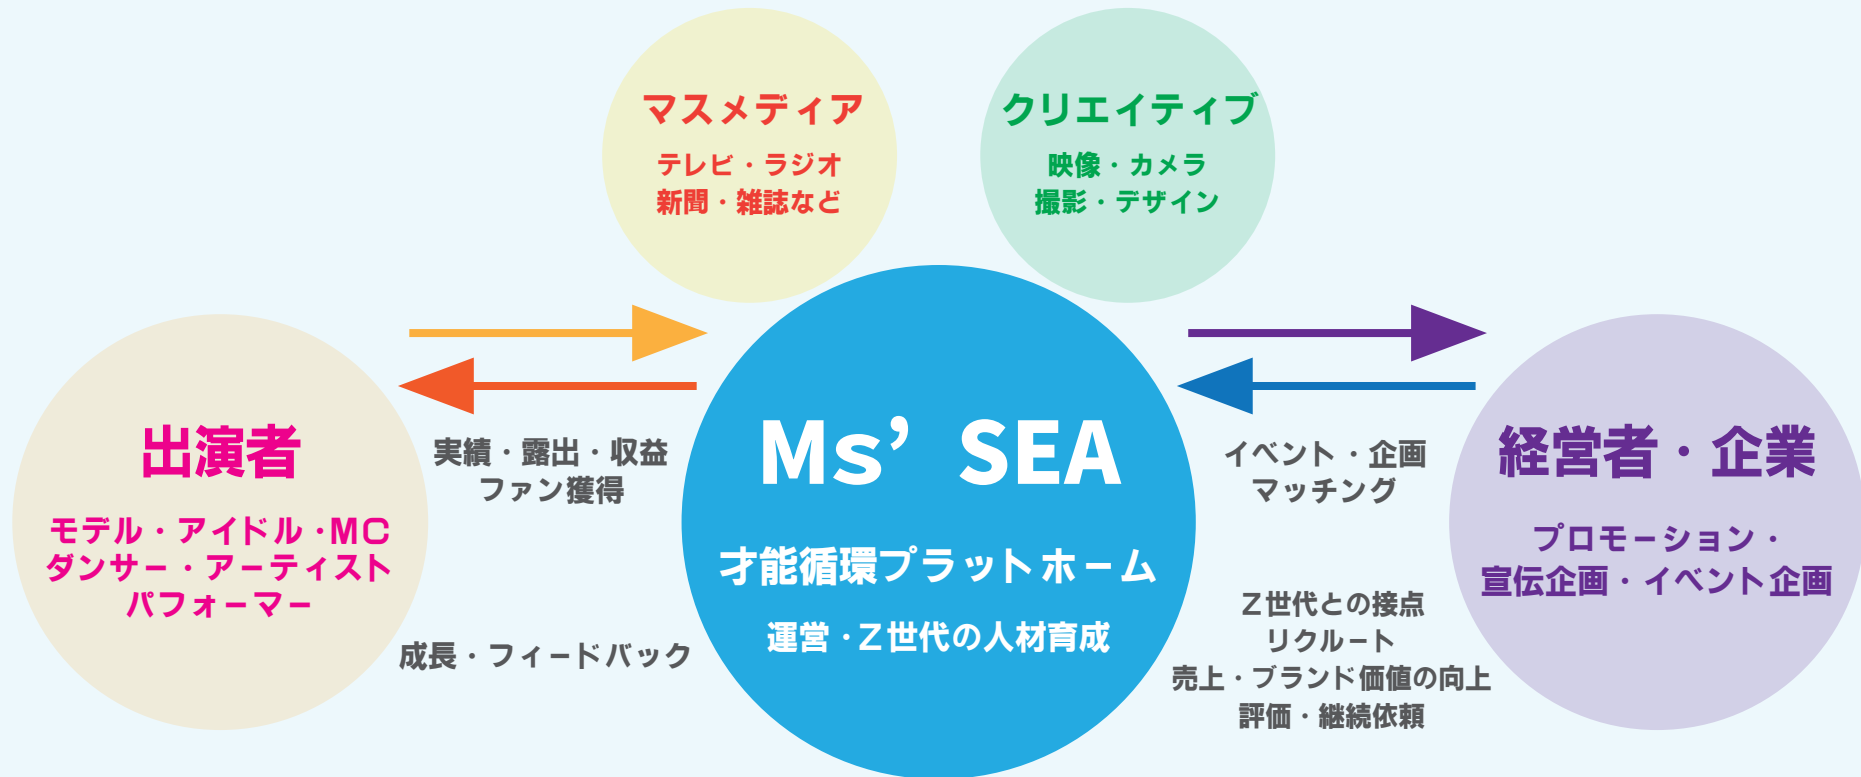 マスメディア
テレビ・ラジオ
新聞・雑誌など
クリエイティブ
映像・カメラ
撮影・デザイン
出演者
モデル・アイドル・MC
ダンサー・アーティスト
パフォーマー
実績・露出・収益
ファン獲得
成長・フィードバック
Ms’ SEA
才能循環プラットホーム
運営・Z世代の人材育成
イベント・企画
マッチング
Z世代との接点
リクルート
売上・ブランド価値の向上
評価・継続依頼
経営者・企業
プロモーション・
宣伝企画・イベント企画